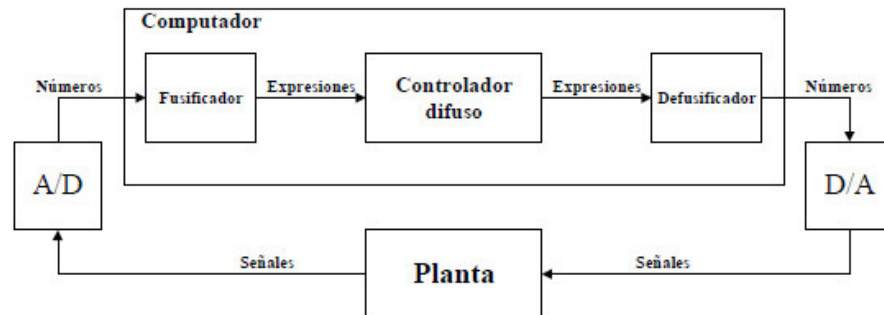 Computador
Números
Fusificador
Expresiones
Controlador
difuso
Expresiones
Defusificador
Números
A/D
D/A
Señales
Planta
Señales